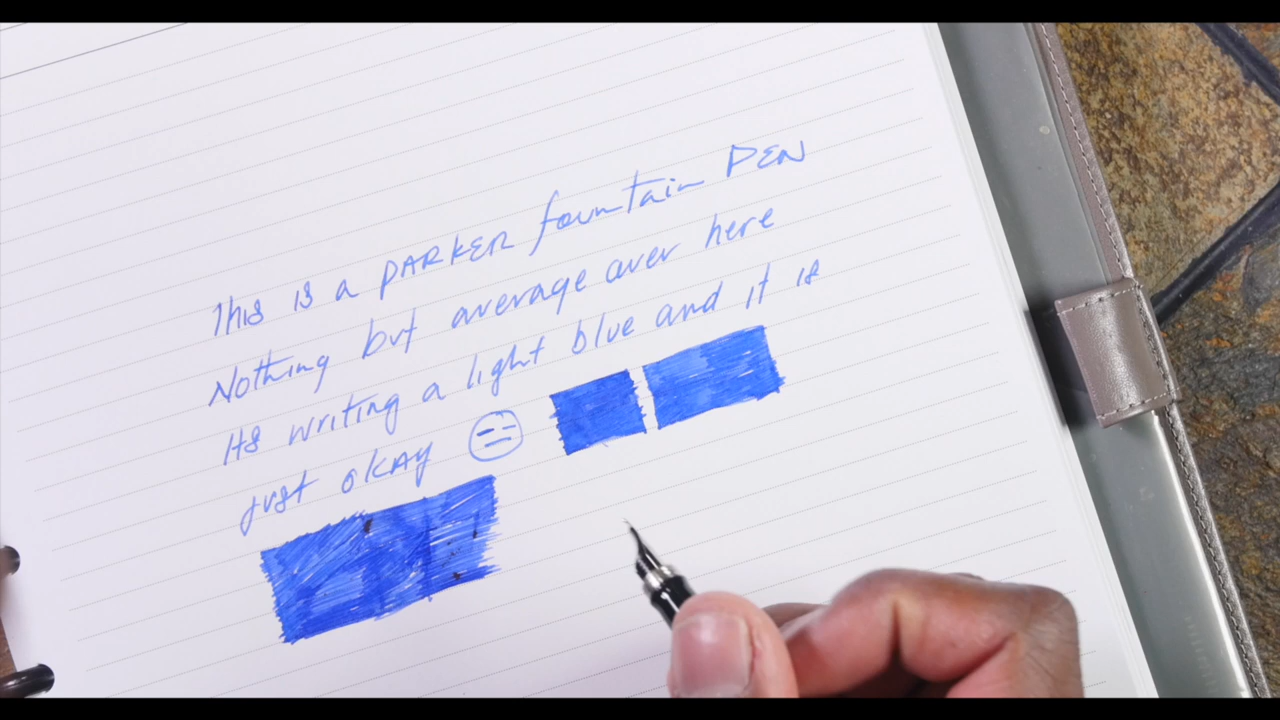 This is a PARKER fountain PEN
Nothing but average over here
Its writing a light blue and it is
just okay